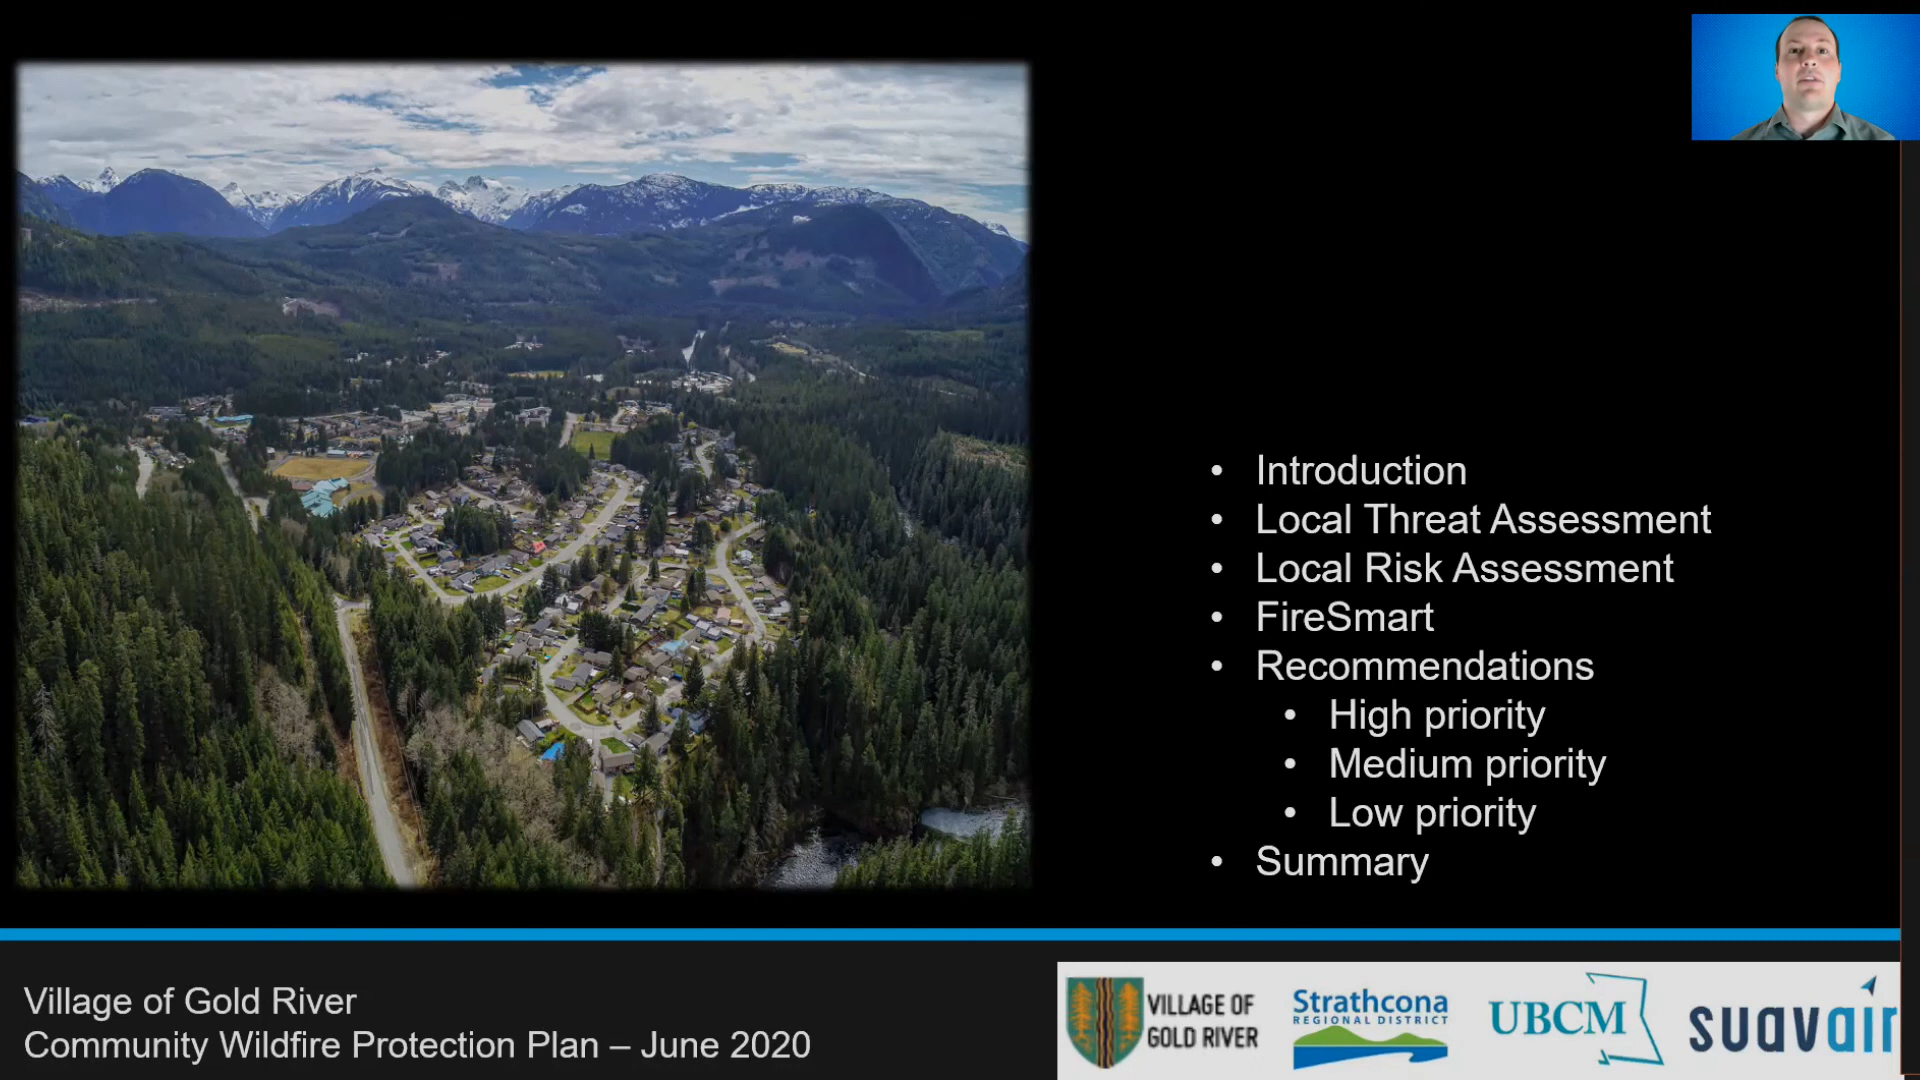 • Introduction
• Local Threat Assessment
• Local Risk Assessment
• FireSmart
• Recommendations
• High priority
• Medium priority
• Low priority
• Summary
Village of Gold River
Community Wildfire Protection Plan – June 2020
VILLAGE OF
GOLD RIVER
Strathcona
REGIONAL DISTRICT
UBCM
suavair